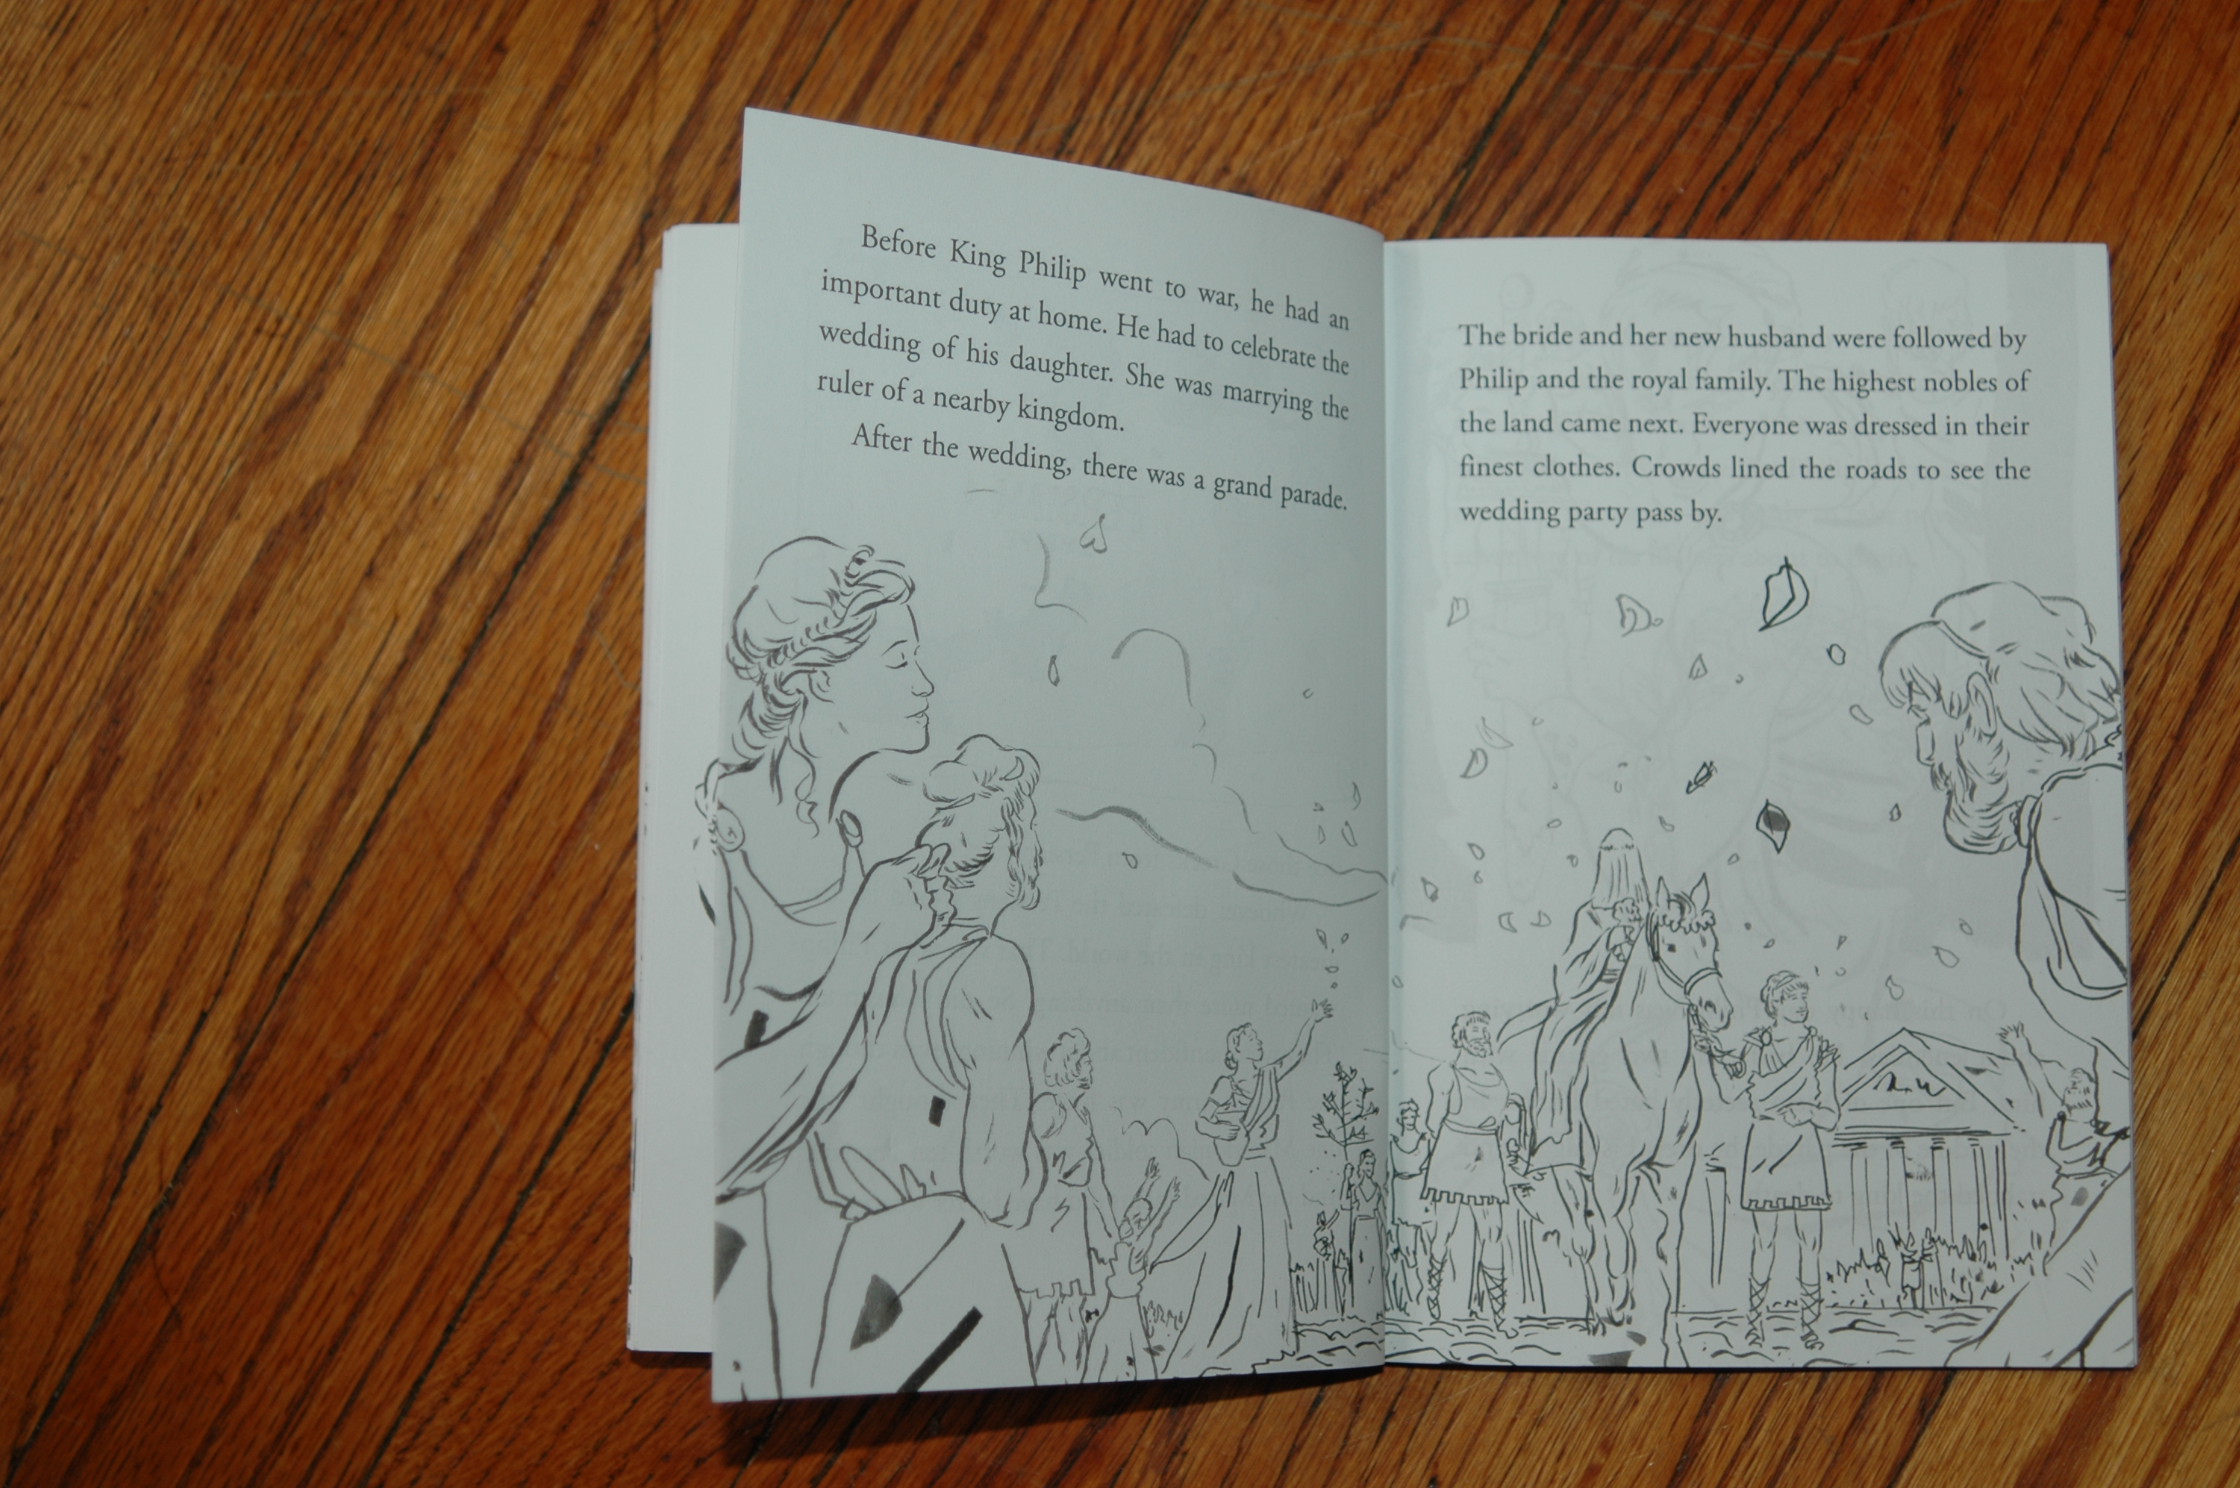 Before King Philip went to war, he had an
important duty at home. He had to celebrate the
wedding of his daughter. She was marrying the
ruler of a nearby kingdom.
After the wedding, there was a grand parade.
The bride and her new husband were followed by
Philip and the royal family. The highest nobles of
the land came next. Everyone was dressed in their
finest clothes. Crowds lined the roads to see the
wedding party pass by.